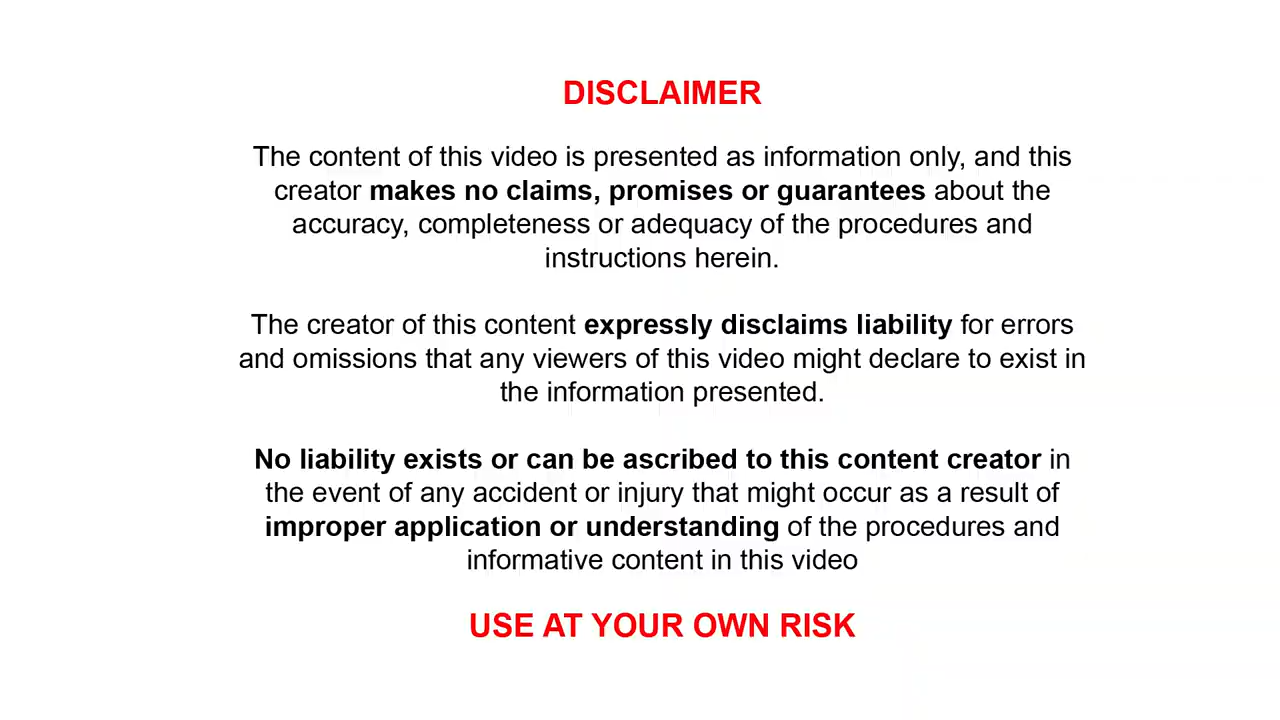 DISCLAIMER
The content of this video is presented as information only, and this
creator makes no claims, promises or guarantees about the
accuracy, completeness or adequacy of the procedures and
instructions herein.
The creator of this content expressly disclaims liability for errors
and omissions that any viewers of this video might declare to exist in
the information presented.
No liability exists or can be ascribed to this content creator in
the event of any accident or injury that might occur as a result of
improper application or understanding of the procedures and
informative content in this video
USE AT YOUR OWN RISK